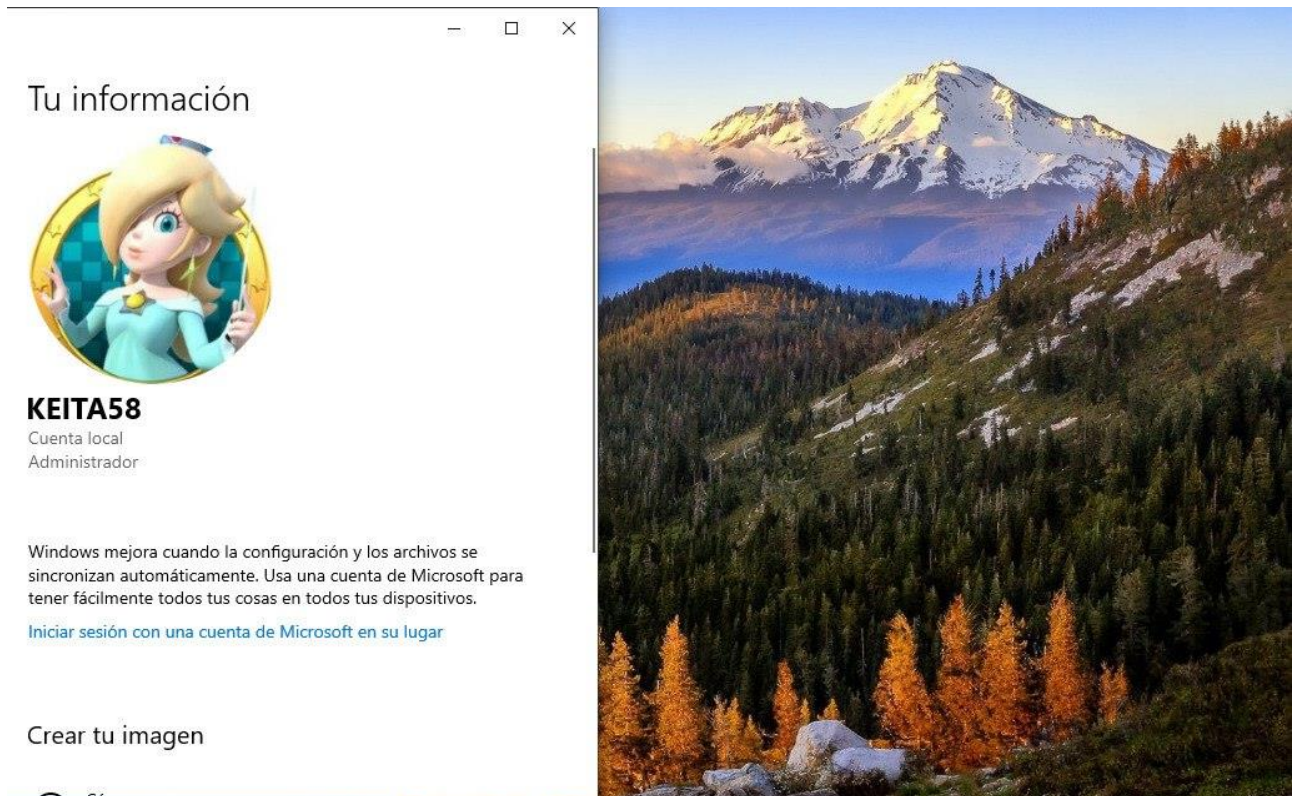 Tu información
KEITA58
Cuenta local
Administrador
Windows mejora cuando la configuración y los archivos se
sincronizan automáticamente. Usa una cuenta de Microsoft para
tener fácilmente todos tus cosas en todos tus dispositivos.
Iniciar sesión con una cuenta de Microsoft en su lugar
Crear tu imagen